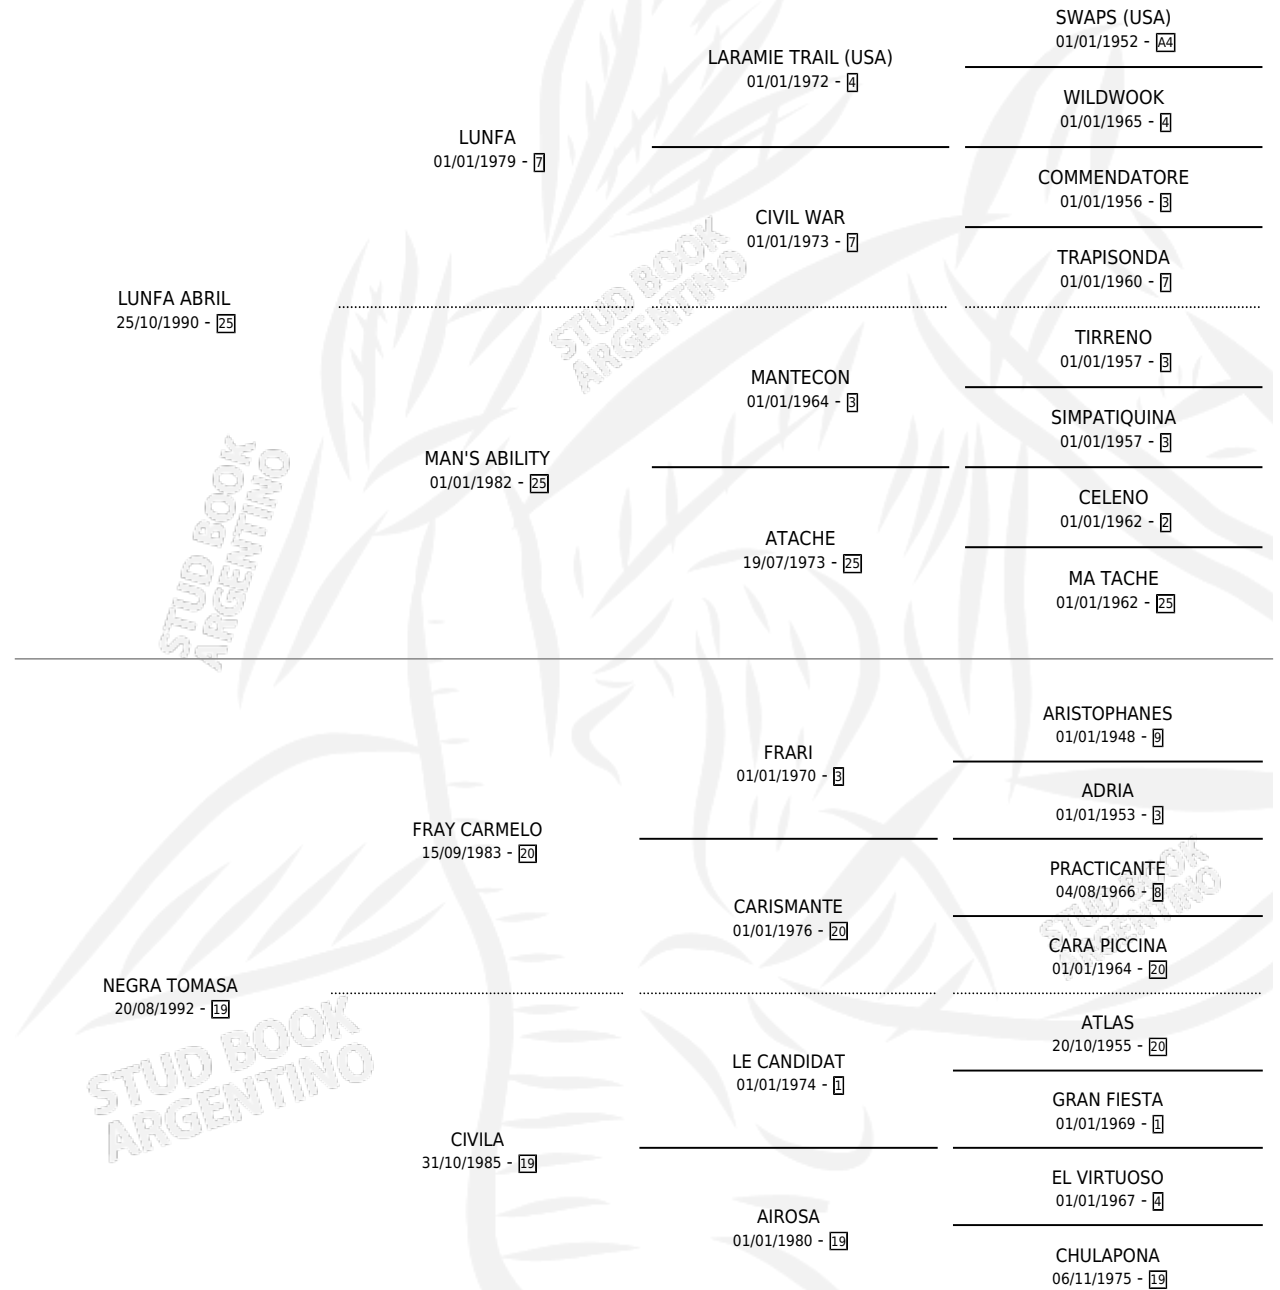 SWAPS (USA)
01/01/1952 - A4
LARAMIE TRAIL (USA)
01/01/1972 - 4
WILDWOOK
01/01/1965 - 4
LUNFA
01/01/1979 - 7
COMMENDATORE
01/01/1956 - 3
CIVIL WAR
01/01/1973 - 7
TRAPISONDA
01/01/1960 - 7
LUNFA ABRIL
25/10/1990 - 25
STUD BOOK
ARGENTINO
TIRRENO
01/01/1957 - 3
MANTECON
01/01/1964 - 3
SIMPATIQUINA
01/01/1957 - 3
MAN'S ABILITY
01/01/1982 - 25
CELENO
01/01/1962 - 2
ATACHE
19/07/1973 - 25
MA TACHE
01/01/1962 - 25
STUD BOOK
ARGENTINO
ARISTOPHANES
01/01/1948 - 9
FRARI
01/01/1970 - 3
ADRIA
01/01/1953 - 3
FRAY CARMELO
15/09/1983 - 20
PRACTICANTE
04/08/1966 - 8
CARISMANTE
01/01/1976 - 20
CARA PICCINA
01/01/1964 - 20
STUD BOOK
ARGENTINO
NEGRA TOMASA
20/08/1992 - 19
STUD BOOK
ARGENTINO
ATLAS
20/10/1955 - 20
LE CANDIDAT
01/01/1974 - 1
GRAN FIESTA
01/01/1969 - 1
CIVILA
31/10/1985 - 19
EL VIRTUOSO
01/01/1967 - 4
AIROSA
01/01/1980 - 19
CHULAPONA
06/11/1975 - 19